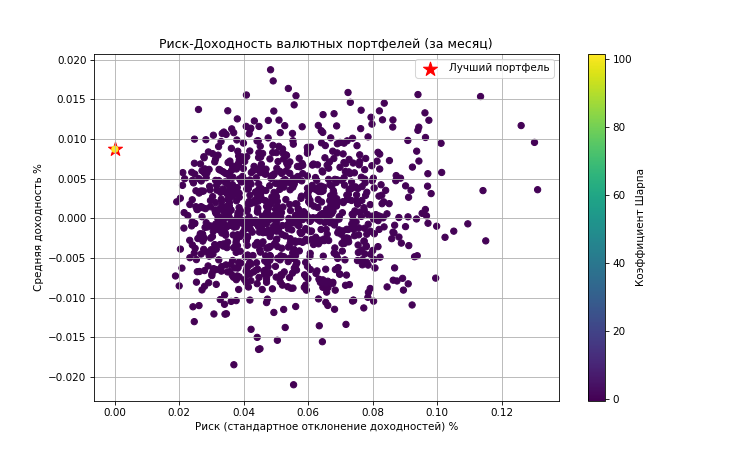 Риск-Доходность валютных портфелей (за месяц)
Лучший портфель
0.020
0.015
0.010
0.005
0.000
−0.005
−0.010
−0.015
−0.020
Средняя доходность %
0.00 0.02 0.04 0.06 0.08 0.10 0.12
Риск (стандартное отклонение доходностей) %
100
80
60
40
20
0
Коэффициент Шарпа